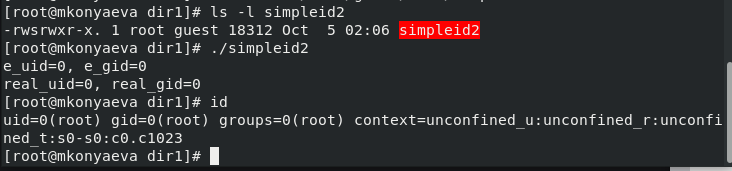 [root@mkonyaeva dir1]# ls -l simpleid2
-rwsrwxr-x. 1 root guest 18312 Oct  5 02:06 simpleid2
[root@mkonyaeva dir1]# ./simpleid2
e_uid=0, e_gid=0
real_uid=0, real_gid=0
[root@mkonyaeva dir1]# id
uid=0(root) gid=0(root) groups=0(root) context=unconfined_u:unconfined_r:unconfi
ned_t:s0-s0:c0.c1023
[root@mkonyaeva dir1]#